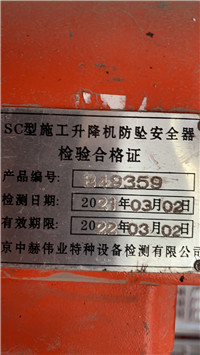 SC型施工升降机防坠安全器
检验合格证
产品编号: B49359
检测日期: 2021年03月02日
有效期限: 2022年03月02日
京中赫伟业特种设备检测有限公司